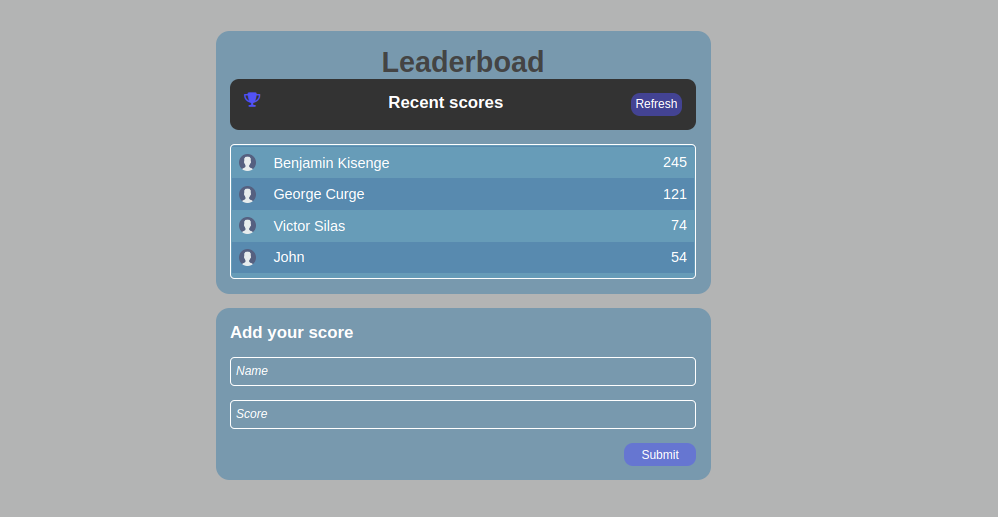 Leaderboad
Recent scores Refresh
Benjamin Kisenge 245
George Curge 121
Victor Silas 74
John 54
Add your score
Name
Score
Submit